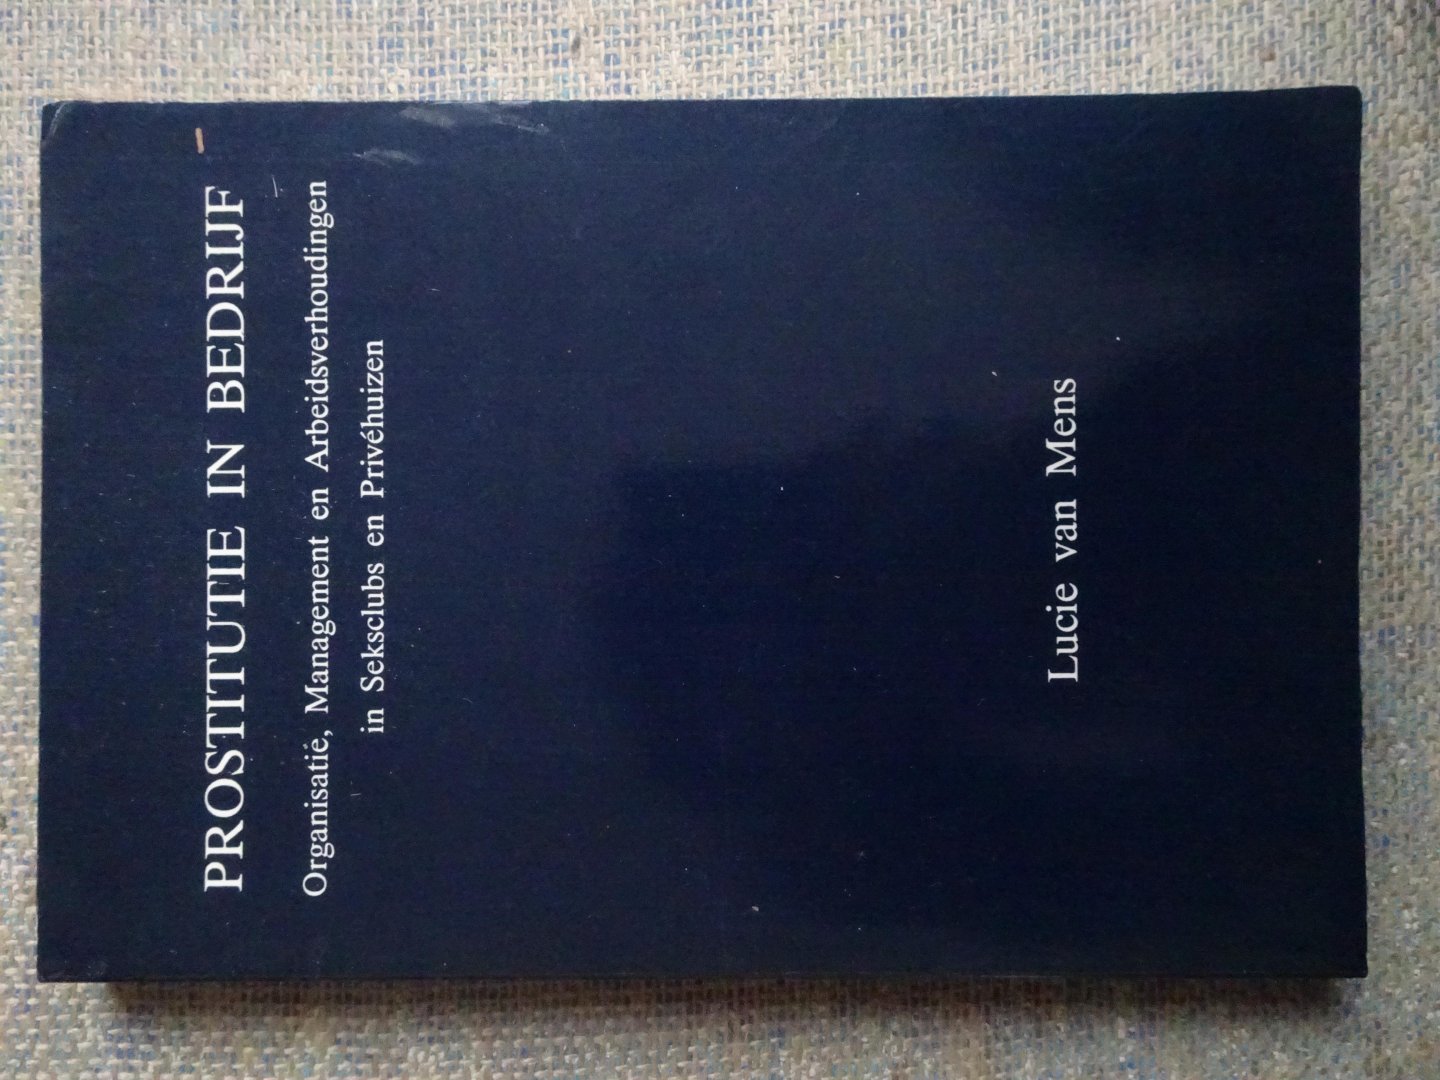 PROSTITUTIE IN BEDRIJF
Organisatie, Management en Arbeidsverhoudingen
in Seksclubs en Privéhuizen
Lucie van Mens